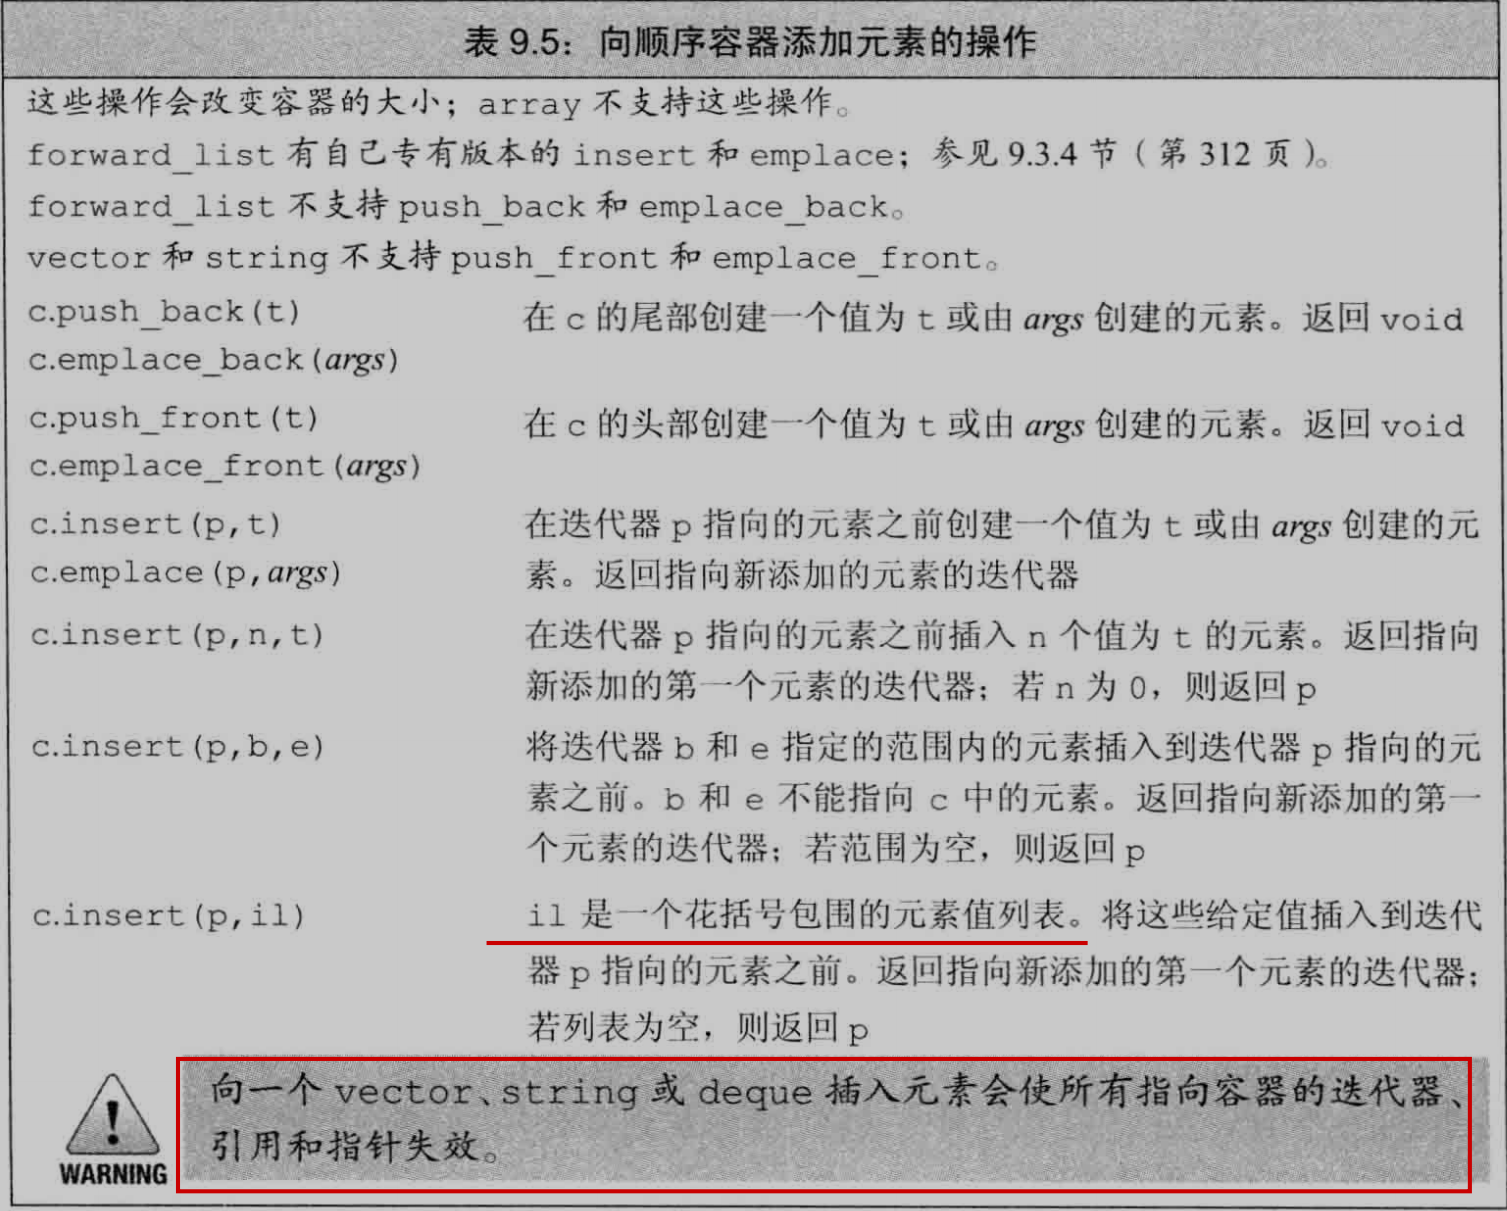 表 9.5：向顺序容器添加元素的操作
这些操作会改变容器的大小；array 不支持这些操作。
forward_list 有自己专有版本的 insert 和 emplace；参见 9.3.4 节（第 312 页）。
forward_list 不支持 push_back 和 emplace_back。
vector 和 string 不支持 push_front 和 emplace_front。
c.push_back(t) 在 c 的尾部创建一个值为 t 或由 args 创建的元素。返回 void
c.emplace_back(args)
c.push_front(t) 在 c 的头部创建一个值为 t 或由 args 创建的元素。返回 void
c.emplace_front(args)
c.insert(p,t) 在迭代器 p 指向的元素之前创建一个值为 t 或由 args 创建的元
c.emplace(p,args) 素。返回指向新添加的元素的迭代器
c.insert(p,n,t) 在迭代器 p 指向的元素之前插入 n 个值为 t 的元素。返回指向
新添加的第一个元素的迭代器；若 n 为 0，则返回 p
c.insert(p,b,e) 将迭代器 b 和 e 指定的范围内的元素插入到迭代器 p 指向的元
素之前。b 和 e 不能指向 c 中的元素。返回指向新添加的第一
个元素的迭代器；若范围为空，则返回 p
c.insert(p,il) il 是一个花括号包围的元素值列表。将这些给定值插入到迭代
器 p 指向的元素之前。返回指向新添加的第一个元素的迭代器；
若列表为空，则返回 p
向一个 vector、string 或 deque 插入元素会使所有指向容器的迭代器、
引用和指针失效。
WARNING